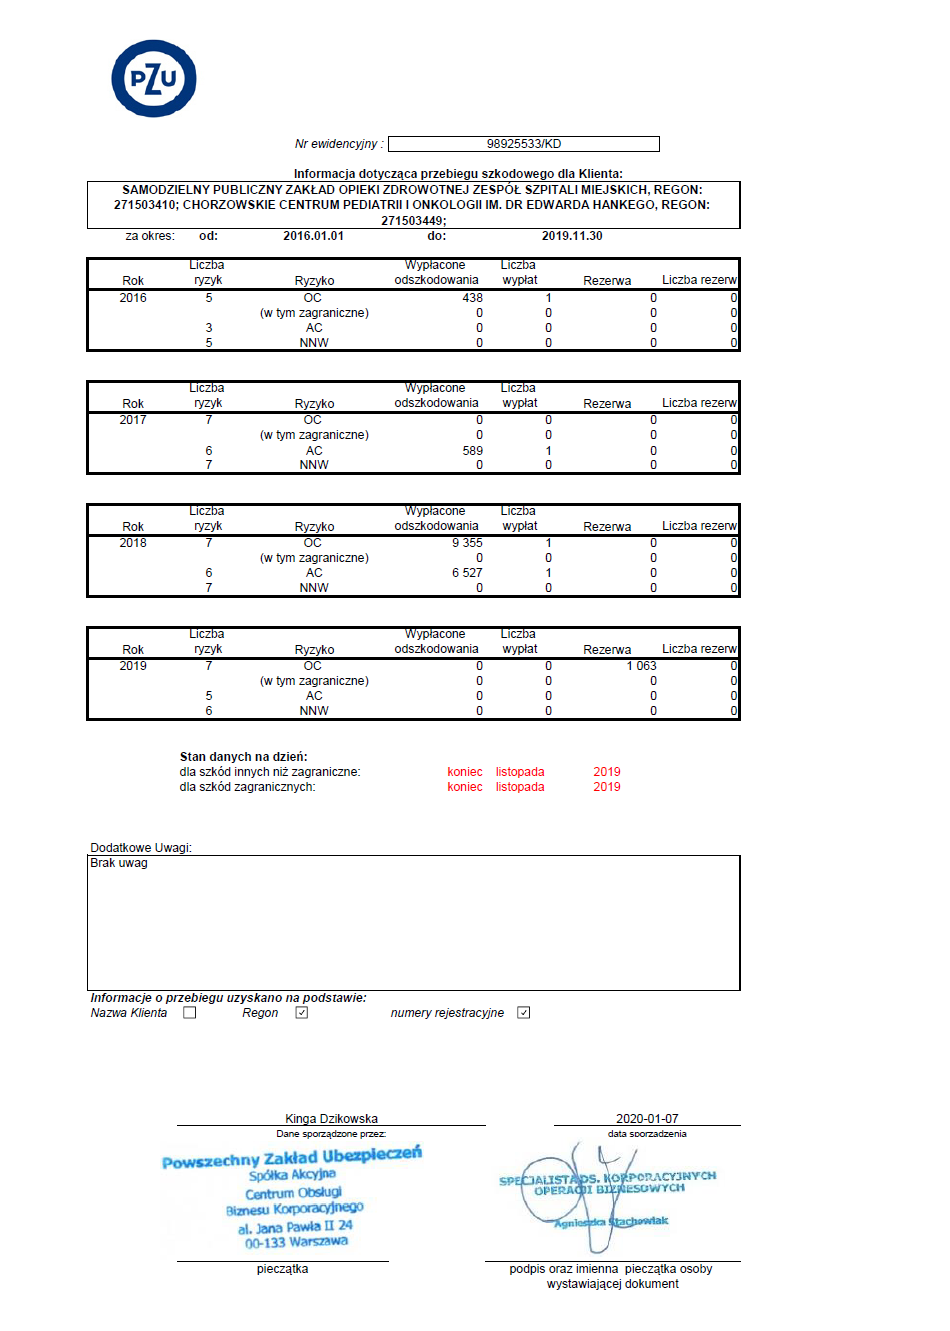 PZU
Nr ewidencyjny : 98925533/KD
Informacja dotycząca przebiegu szkodowego dla Klienta:
SAMODZIELNY PUBLICZNY ZAKŁAD OPIEKI ZDROWOTNEJ ZESPÓŁ SZPITALI MIEJSKICH, REGON:
271503410; CHORZOWSKIE CENTRUM PEDIATRII I ONKOLOGII IM. DR EDWARDA HANKEGO, REGON:
271503449;
za okres: od: 2016.01.01 do: 2019.11.30
Liczba Wypłacone Liczba
Rok ryzyk Ryzyko odszkodowania wypłat Rezerwa Liczba rezerw
2016 5 OC 438 1 0 0
(w tym zagraniczne) 0 0 0 0
3 AC 0 0 0 0
5 NNW 0 0 0 0
Liczba Wypłacone Liczba
Rok ryzyk Ryzyko odszkodowania wypłat Rezerwa Liczba rezerw
2017 7 OC 0 0 0 0
(w tym zagraniczne) 0 0 0 0
6 AC 589 1 0 0
7 NNW 0 0 0 0
Liczba Wypłacone Liczba
Rok ryzyk Ryzyko odszkodowania wypłat Rezerwa Liczba rezerw
2018 7 OC 9 355 1 0 0
(w tym zagraniczne) 0 0 0 0
6 AC 6 527 1 0 0
7 NNW 0 0 0 0
Liczba Wypłacone Liczba
Rok ryzyk Ryzyko odszkodowania wypłat Rezerwa Liczba rezerw
2019 7 OC 0 0 1 063 0
(w tym zagraniczne) 0 0 0 0
5 AC 0 0 0 0
6 NNW 0 0 0 0
Stan danych na dzień:
dla szkód innych niż zagraniczne: koniec listopada 2019
dla szkód zagranicznych: koniec listopada 2019
Dodatkowe Uwagi:
Brak uwag
Informacje o przebiegu uzyskano na podstawie:
Nazwa Klienta Regon numery rejestracyjne
Kinga Dzikowska 2020-01-07
Dane sporządzone przez: data sporzadzenia
Powszechny Zakład Ubezpieczeń
Spółka Akcyjna
Centrum Obsługi
Biznesu Korporacyjnego
al. Jana Pawła II 24
00-133 Warszawa
SPECJALISTA DS. KORPORACYJNYCH
OPERACJI BIZNESOWYCH
Agnieszka Stachowiak
pieczątka podpis oraz imienna pieczątka osoby
wystawiającej dokument